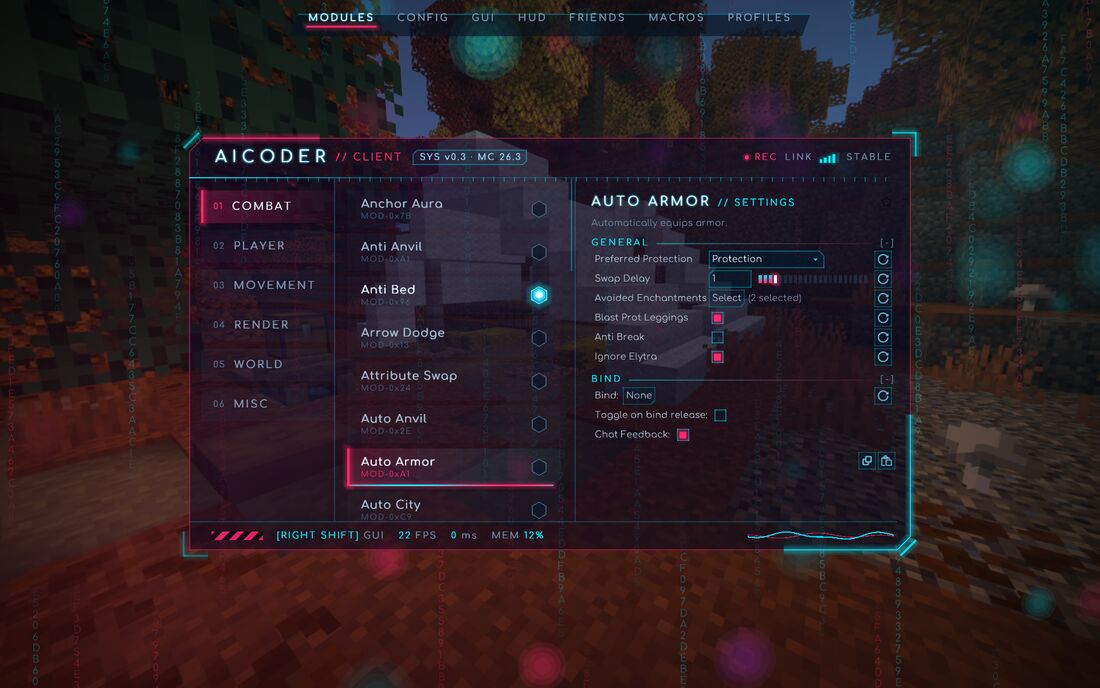 MODULES CONFIG GUI HUD FRIENDS MACROS PROFILES
AICODER // CLIENT SYS v0.3 · MC 26.3 REC LINK STABLE
01 COMBAT
02 PLAYER
03 MOVEMENT
04 RENDER
05 WORLD
06 MISC
Anchor Aura
MOD-0x7B
Anti Anvil
MOD-0xA1
Anti Bed
MOD-0x96
Arrow Dodge
MOD-0x13
Attribute Swap
MOD-0x24
Auto Anvil
MOD-0x2E
Auto Armor
MOD-0xA1
Auto City
MOD-0xC9
AUTO ARMOR // SETTINGS
Automatically equips armor.
GENERAL [-]
Preferred Protection Protection
Swap Delay 1
Avoided Enchantments Select (2 selected)
Blast Prot Leggings
Anti Break
Ignore Elytra
BIND [-]
Bind: None
Toggle on bind release:
Chat Feedback:
[RIGHT SHIFT] GUI 22 FPS 0 ms MEM 12%